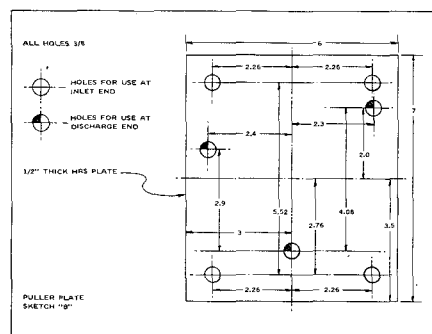 ALL HOLES 3/8
HOLES FOR USE AT
INLET END
HOLES FOR USE AT
DISCHARGE END
1/2" THICK HRS PLATE
PULLER PLATE
SKETCH "B"
6
2.26
2.26
2.3
2.4
2.0
7
2.9
5.52
4.08
2.76
3.5
3
2.26
2.26